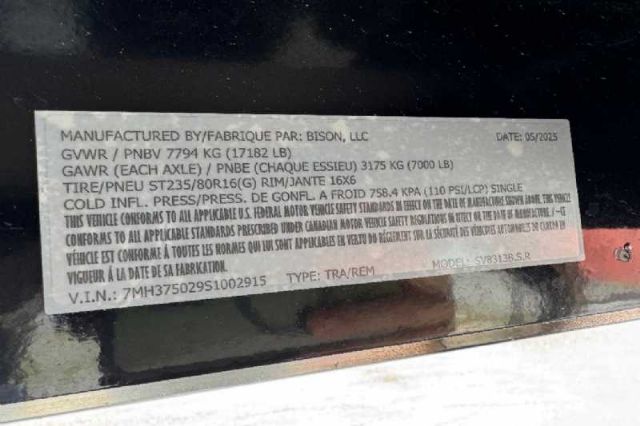 MANUFACTURED BY/FABRIQUE PAR: BISON, LLC DATE: 05/2025
GVWR / PNBV 7794 KG (17182 LB)
GAWR (EACH AXLE) / PNBE (CHAQUE ESSIEU) 3175 KG (7000 LB)
TIRE/PNEU ST235/80R16(G) RIM/JANTE 16X6
COLD INFL. PRESS/PRESS. DE GONFL. A FROID 758.4 KPA (110 PSI/LCP) SINGLE
THIS VEHICLE CONFORMS TO ALL APPLICABLE U.S. FEDERAL MOTOR VEHICLE SAFETY STANDARDS IN EFFECT ON THE DATE OF MANUFACTURE SHOWN ABOVE. THIS
VEHICLE CONFORMS TO ALL APPLICABLE STANDARDS PRESCRIBED UNDER THE CANADIAN MOTOR VEHICLE SAFETY REGULATIONS IN EFFECT ON THE DATE OF MANUFACTURE. / -CE
VÉHICULE EST CONFORME À TOUTES LES NORMES QUI LUI SONT APPLICABLES EN VERTU DU RÈGLEMENT SUR LA SÉCURITÉ DES VÉHICULES AUTOMOBILES DU CANADA EN
VIGUEUR À LA DATE DE SA FABRICATION.
V.I.N.: 7MH375029S1002915 TYPE: TRA/REM MODEL: SV8313B.S.R